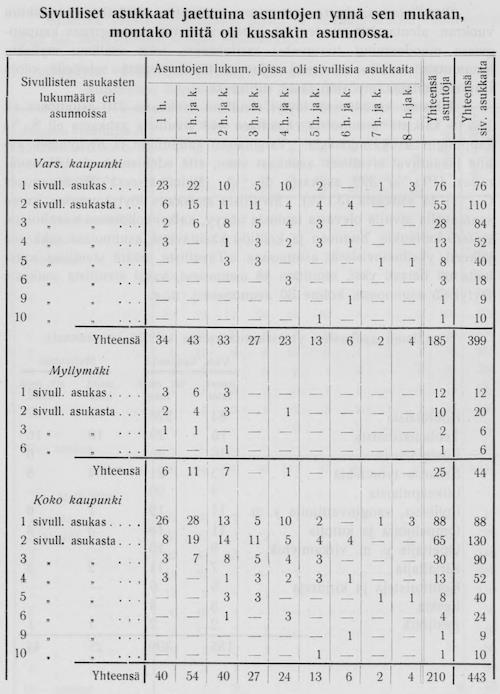 Sivulliset asukkaat jaettuina asuntojen ynnä sen mukaan,
montako niitä oli kussakin asunnossa.
Sivullisten asukasten lukumäärä eri asunnoissa
Asuntojen lukum. joissa oli sivullisia asukkaita
1 h. 1 h. ja k. 2 h. ja k. 3 h. ja k. 4 h. ja k. 5 h. ja k. 6 h. ja k. 7 h. ja k. 8 — h. ja k. Yhteensä asuntoja Yhteensä siv. asukkaita
Vars. kaupunki
1 sivull. asukas . . . . 23 22 10 5 10 2 — 1 3 76 76
2 sivull. asukasta . . . 6 15 11 11 4 4 4 — — 55 110
3 „ „ . . . 2 6 8 5 4 3 — — — 28 84
4 „ „ . . . 3 — 1 3 2 3 1 — — 13 52
5 „ „ . . . — — 3 3 — — — 1 1 8 40
6 „ „ . . . — — — — 3 — — — — 3 18
9 „ „ . . . — — — — — — 1 — — 1 9
10 „ „ . . . — — — — — 1 — — — 1 10
Yhteensä 34 43 33 27 23 13 6 2 4 185 399
Myllymäki
1 sivull. asukas . . . . 3 6 3 — — — — — — 12 12
2 sivull. asukasta . . . 2 4 3 — 1 — — — — 10 20
3 „ „ . . . 1 1 — — — — — — — 2 6
6 „ „ . . . — — 1 — — — — — — 1 6
Yhteensä 6 11 7 — 1 — — — — 25 44
Koko kaupunki
1 sivull. asukas . . . . 26 28 13 5 10 2 — 1 3 88 88
2 sivull. asukasta . . . 8 19 14 11 5 4 4 — — 65 130
3 „ „ . . . 3 7 8 5 4 3 — — — 30 90
4 „ „ . . . 3 — 1 3 2 3 1 — — 13 52
5 „ „ . . . — — 3 3 — — — 1 1 8 40
6 „ „ . . . — — 1 — 3 — — — — 4 24
9 „ „ . . . — — — — — — 1 — — 1 9
10 „ „ . . . — — — — — 1 — — — 1 10
Yhteensä 40 54 40 27 24 13 6 2 4 210 443